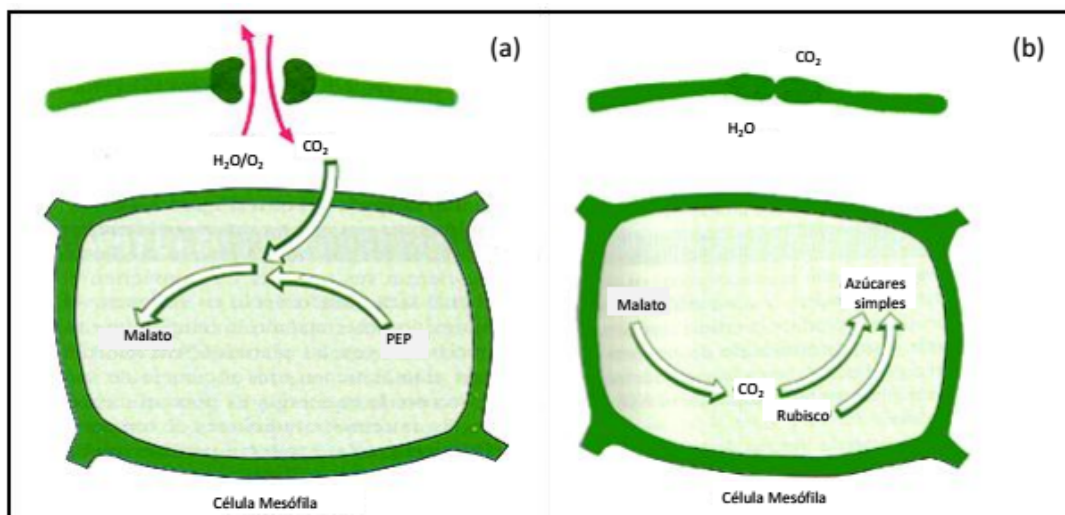 (a)
H₂O/O₂
CO₂
Malato
PEP
Célula Mesófila
(b)
CO₂
H₂O
Malato
Azúcares
simples
CO₂
Rubisco
Célula Mesófila